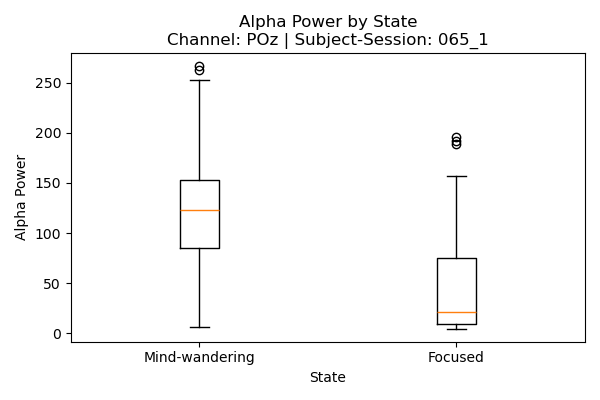 Alpha Power by State
Channel: POz | Subject-Session: 065_1
Alpha Power
250
200
150
100
50
0
Mind-wandering
Focused
State